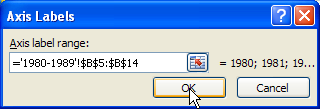 Axis Labels
Axis label range:
='1980-1989'!$B$5:$B$14 = 1980; 1981; 19...
OK Cancel